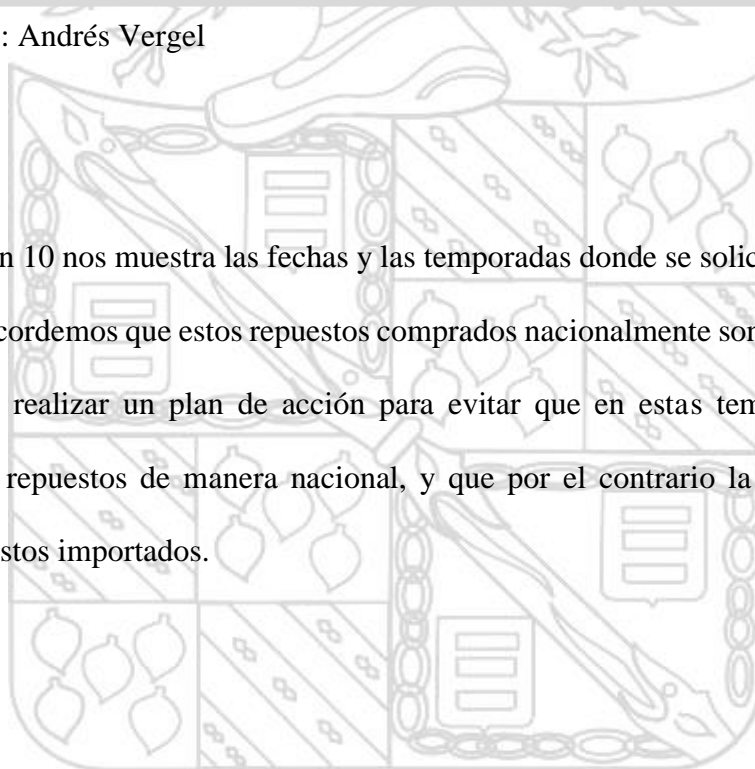 : Andrés Vergel
n 10 nos muestra las fechas y las temporadas donde se solic
cordemos que estos repuestos comprados nacionalmente son
realizar un plan de acción para evitar que en estas tem
repuestos de manera nacional, y que por el contrario la
stos importados.